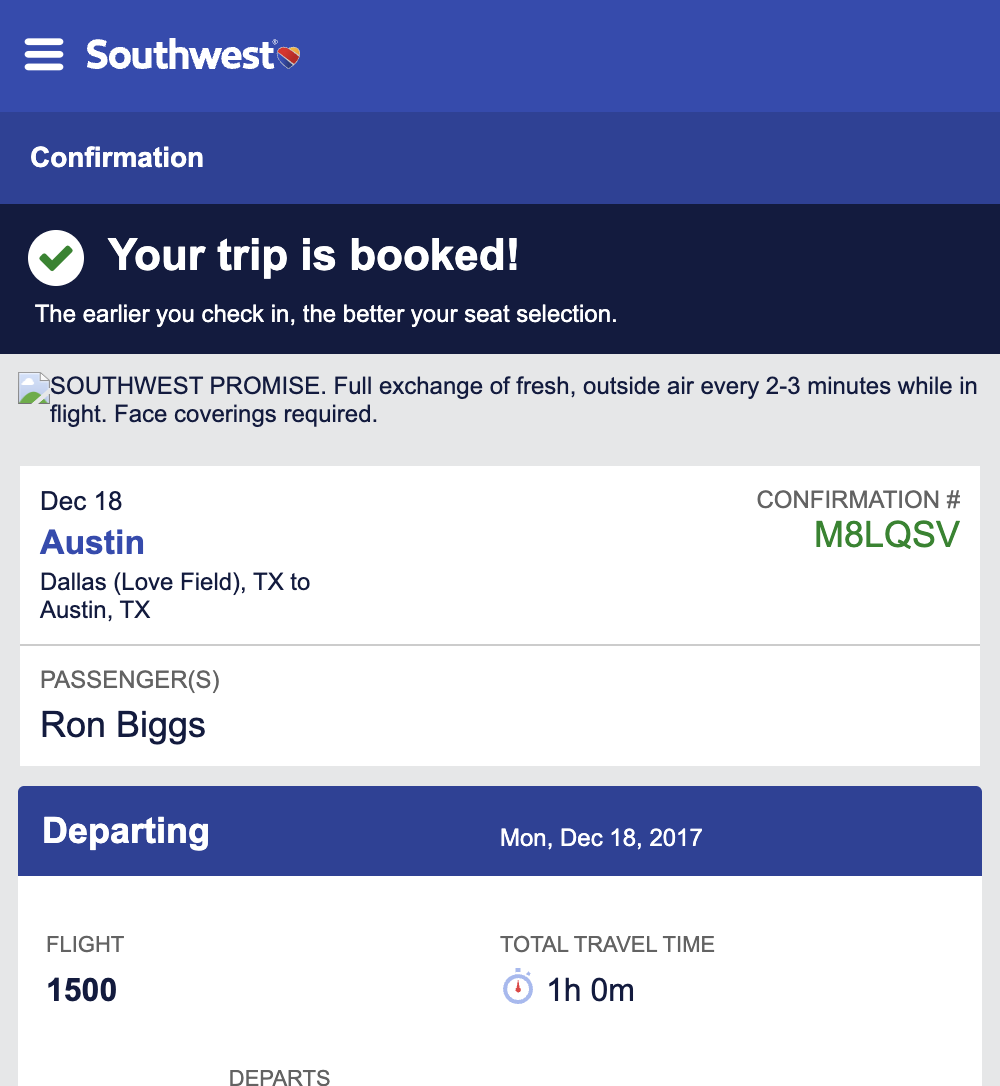 Southwest®
Confirmation
Your trip is booked!
The earlier you check in, the better your seat selection.
SOUTHWEST PROMISE. Full exchange of fresh, outside air every 2-3 minutes while in
flight. Face coverings required.
Dec 18
CONFIRMATION #
Austin
M8LQSV
Dallas (Love Field), TX to
Austin, TX
PASSENGER(S)
Ron Biggs
Departing
Mon, Dec 18, 2017
FLIGHT
TOTAL TRAVEL TIME
1500
1h 0m
DEPARTS